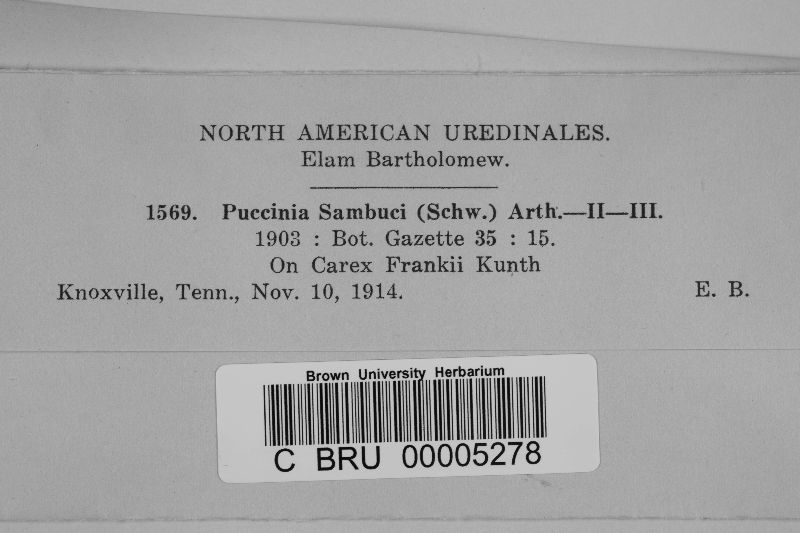 NORTH AMERICAN UREDINALES.
Elam Bartholomew.
1569. Puccinia Sambuci (Schw.) Arth.—II—III.
1903 : Bot. Gazette 35 : 15.
On Carex Frankii Kunth
Knoxville, Tenn., Nov. 10, 1914. E. B.
Brown University Herbarium
C BRU 00005278